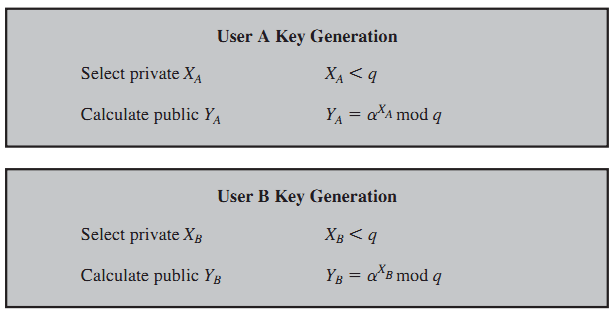 User A Key Generation
Select private X_A X_A < q
Calculate public Y_A Y_A = α^{X_A} mod q
User B Key Generation
Select private X_B X_B < q
Calculate public Y_B Y_B = α^{X_B} mod q